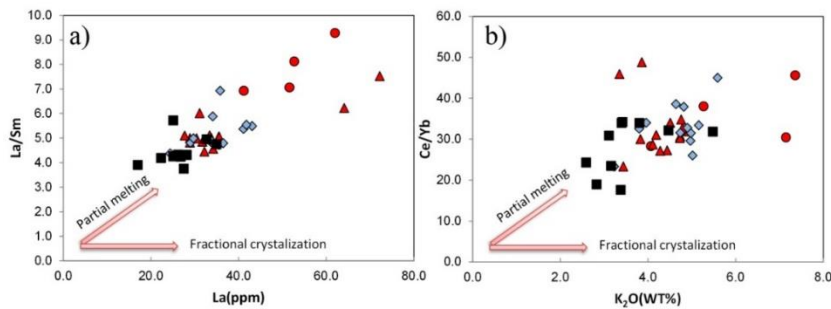 a)
10.0
9.0
8.0
7.0
6.0
5.0
4.0
3.0
2.0
1.0
0.0
La/Sm
Partial melting
Fractional crystalization
0.0 20.0 40.0 60.0 80.0
La(ppm)
b)
60.0
50.0
40.0
30.0
20.0
10.0
0.0
Ce/Yb
Partial melting
Fractional crystalization
0.0 2.0 4.0 6.0 8.0
K₂O(WT%)